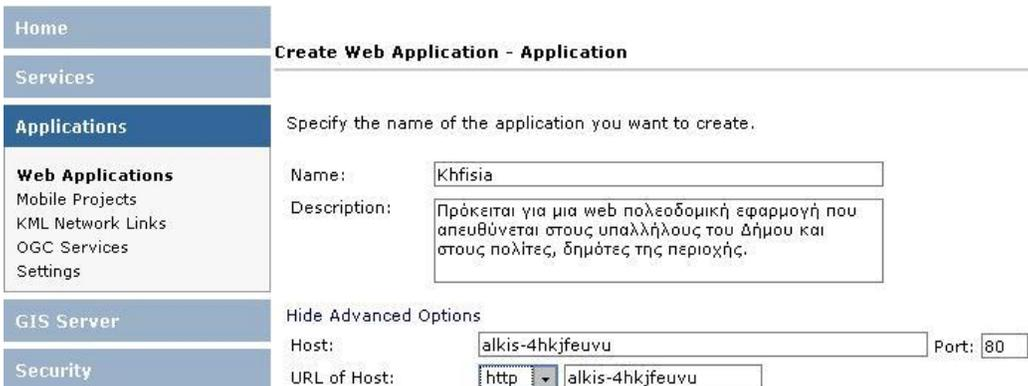 Home
Services
Applications
Web Applications
Mobile Projects
KML Network Links
OGC Services
Settings
GIS Server
Security
Create Web Application - Application
Specify the name of the application you want to create.
Name: Khfisia
Description: Πρόκειται για μια web πολεοδομική εφαρμογή που
απευθύνεται στους υπαλλήλους του Δήμου και
στους πολίτες, δημότες της περιοχής.
Hide Advanced Options
Host: alkis-4hkjfeuvu Port: 80
URL of Host: http alkis-4hkjfeuvu